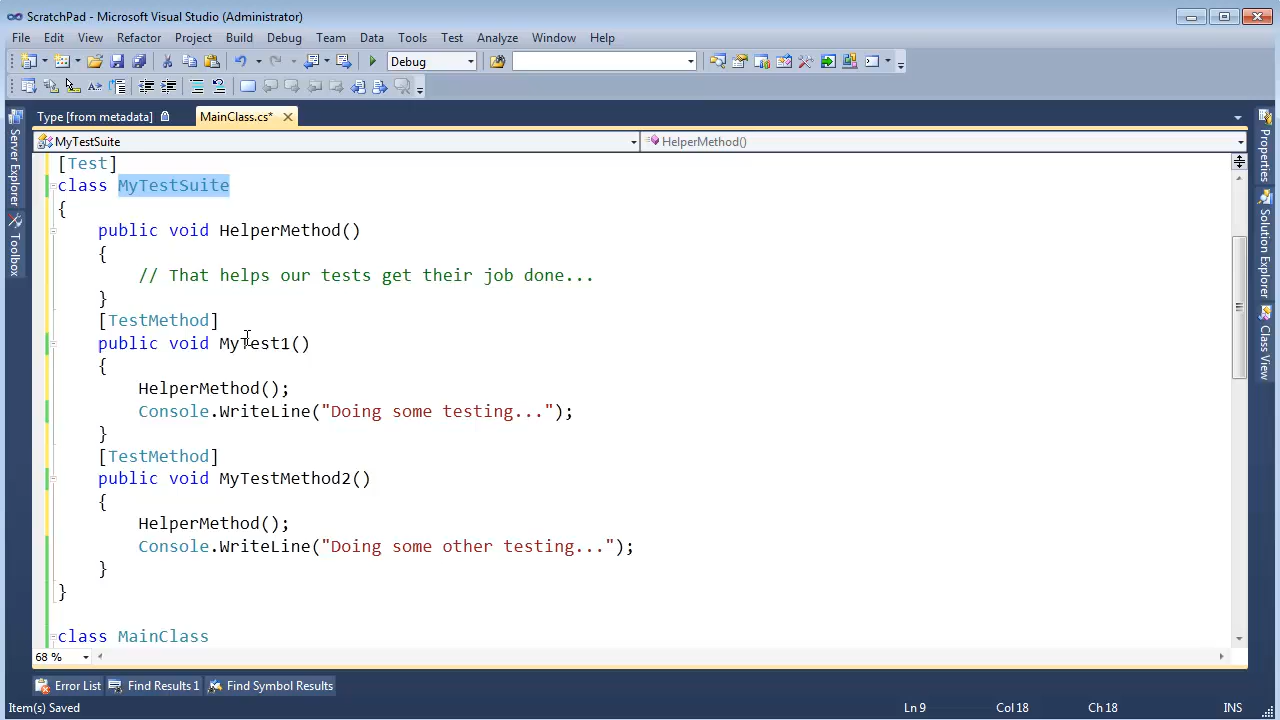 ScratchPad - Microsoft Visual Studio (Administrator)
File Edit View Refactor Project Build Debug Team Data Tools Test Analyze Window Help
Debug
Type [from metadata] MainClass.cs*
MyTestSuite HelperMethod()
[Test]
class MyTestSuite
{
public void HelperMethod()
{
// That helps our tests get their job done...
}
[TestMethod]
public void MyTest1()
{
HelperMethod();
Console.WriteLine("Doing some testing...");
}
[TestMethod]
public void MyTestMethod2()
{
HelperMethod();
Console.WriteLine("Doing some other testing...");
}
}
class MainClass
68 %
Error List Find Results 1 Find Symbol Results
Item(s) Saved Ln 9 Col 18 Ch 18 INS
Server Explorer
Toolbox
Properties
Solution Explorer
Class View